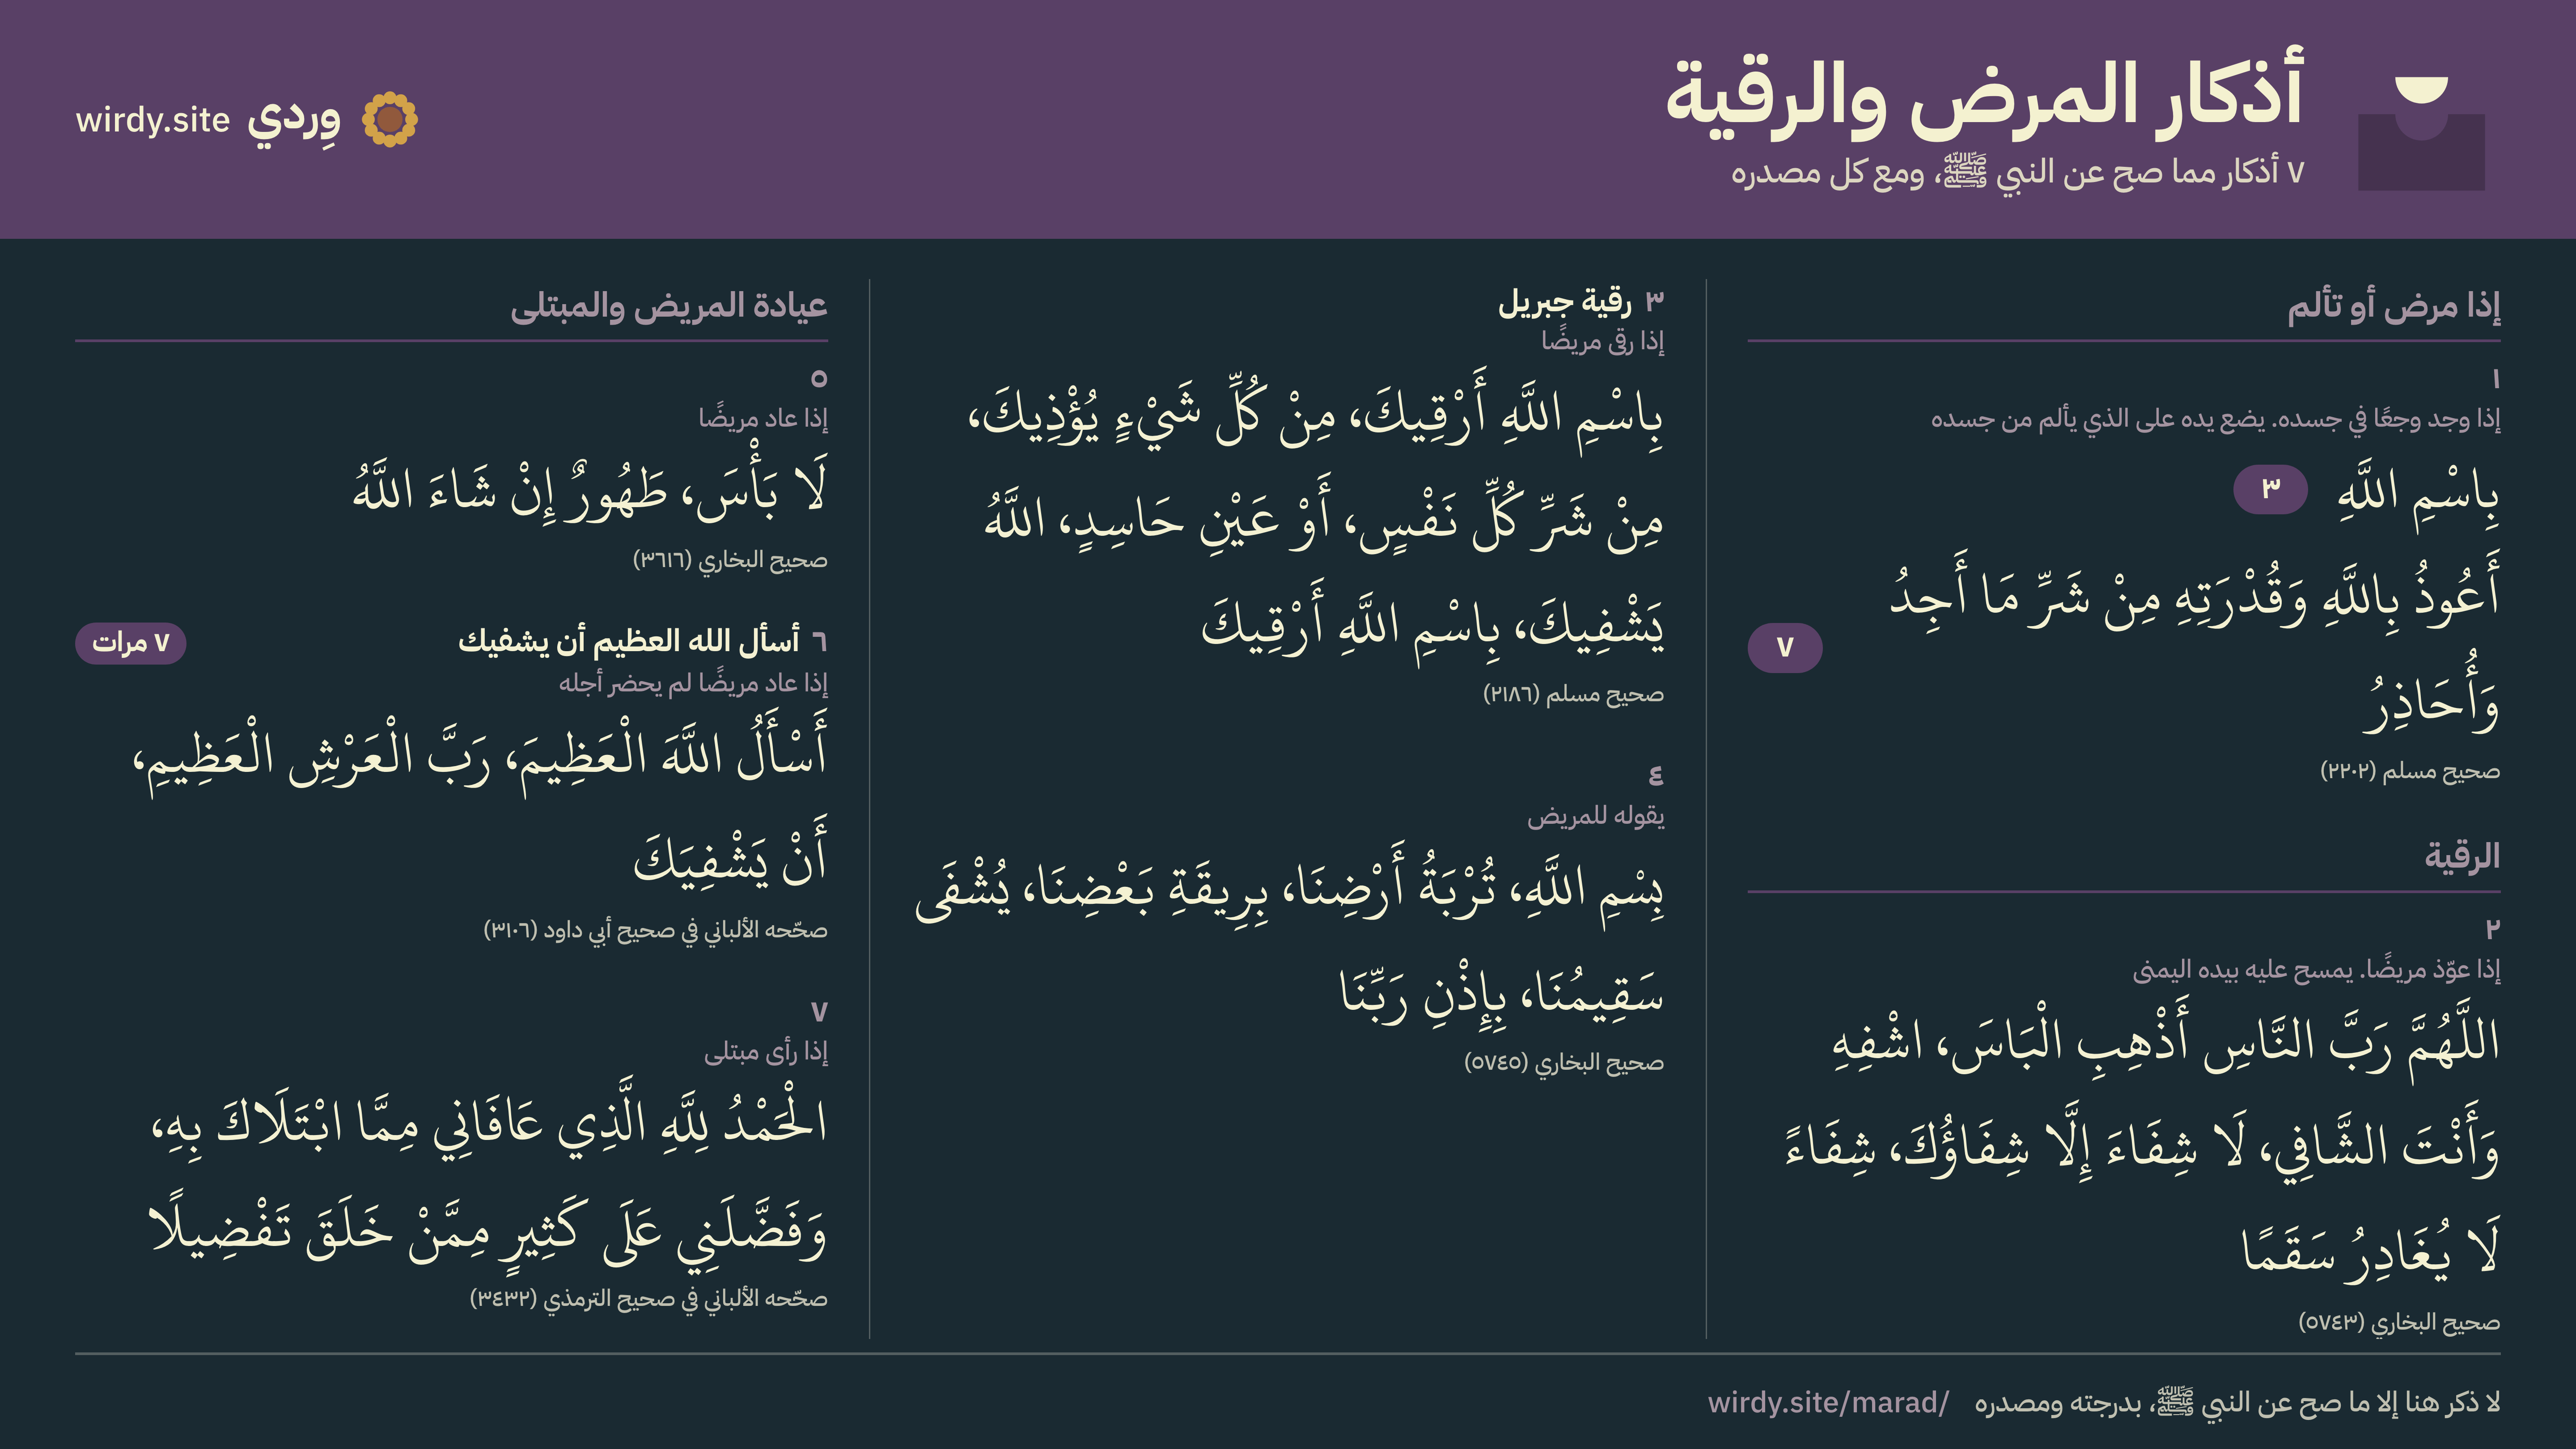 أذكار المرض والرقية
٧ أذكار مما صح عن النبي ﷺ، ومع كل مصدره
وِردي wirdy.site
إذا مرض أو تألم
١
إذا وجد وجعًا في جسده. يضع يده على الذي يألم من جسده
بِاسْمِ اللَّهِ ٣
أَعُوذُ بِاللَّهِ وَقُدْرَتِهِ مِنْ شَرِّ مَا أَجِدُ
وَأُحَاذِرُ ٧
صحيح مسلم (٢٢٠٢)
الرقية
٢
إذا عوّذ مريضًا. يمسح عليه بيده اليمنى
اللَّهُمَّ رَبَّ النَّاسِ أَذْهِبِ الْبَاسَ، اشْفِهِ
وَأَنْتَ الشَّافِي، لَا شِفَاءَ إِلَّا شِفَاؤُكَ، شِفَاءً
لَا يُغَادِرُ سَقَمًا
صحيح البخاري (٥٧٤٣)
٣ رقية جبريل
إذا رقى مريضًا
بِاسْمِ اللَّهِ أَرْقِيكَ، مِنْ كُلِّ شَيْءٍ يُؤْذِيكَ،
مِنْ شَرِّ كُلِّ نَفْسٍ، أَوْ عَيْنِ حَاسِدٍ، اللَّهُ
يَشْفِيكَ، بِاسْمِ اللَّهِ أَرْقِيكَ
صحيح مسلم (٢١٨٦)
٤
يقوله للمريض
بِسْمِ اللَّهِ، تُرْبَةُ أَرْضِنَا، بِرِيقَةِ بَعْضِنَا، يُشْفَى
سَقِيمُنَا، بِإِذْنِ رَبِّنَا
صحيح البخاري (٥٧٤٥)
عيادة المريض والمبتلى
٥
إذا عاد مريضًا
لَا بَأْسَ، طَهُورٌ إِنْ شَاءَ اللَّهُ
صحيح البخاري (٣٦١٦)
٦ أسأل الله العظيم أن يشفيك ٧ مرات
إذا عاد مريضًا لم يحضر أجله
أَسْأَلُ اللَّهَ الْعَظِيمَ، رَبَّ الْعَرْشِ الْعَظِيمِ،
أَنْ يَشْفِيَكَ
صحّحه الألباني في صحيح أبي داود (٣١٠٦)
٧
إذا رأى مبتلى
الْحَمْدُ لِلَّهِ الَّذِي عَافَانِي مِمَّا ابْتَلَاكَ بِهِ،
وَفَضَّلَنِي عَلَى كَثِيرٍ مِمَّنْ خَلَقَ تَفْضِيلًا
صحّحه الألباني في صحيح الترمذي (٣٤٣٢)
لا ذكر هنا إلا ما صح عن النبي ﷺ، بدرجته ومصدره wirdy.site/marad/